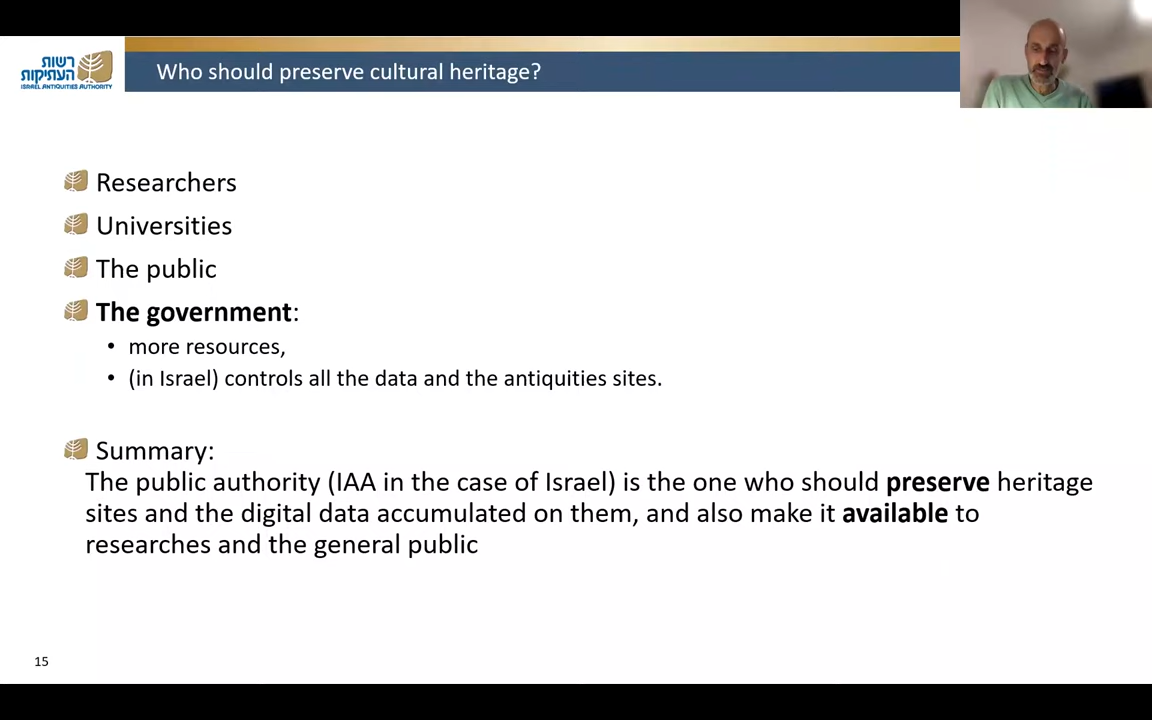 רשות
העתיקות
ISRAEL ANTIQUITIES AUTHORITY
Who should preserve cultural heritage?
Researchers
Universities
The public
The government:
• more resources,
• (in Israel) controls all the data and the antiquities sites.
Summary:
The public authority (IAA in the case of Israel) is the one who should preserve heritage
sites and the digital data accumulated on them, and also make it available to
researches and the general public
15